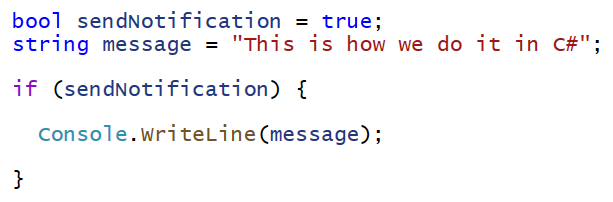 bool sendNotification = true;
string message = "This is how we do it in C#";
if (sendNotification) {
Console.WriteLine(message);
}